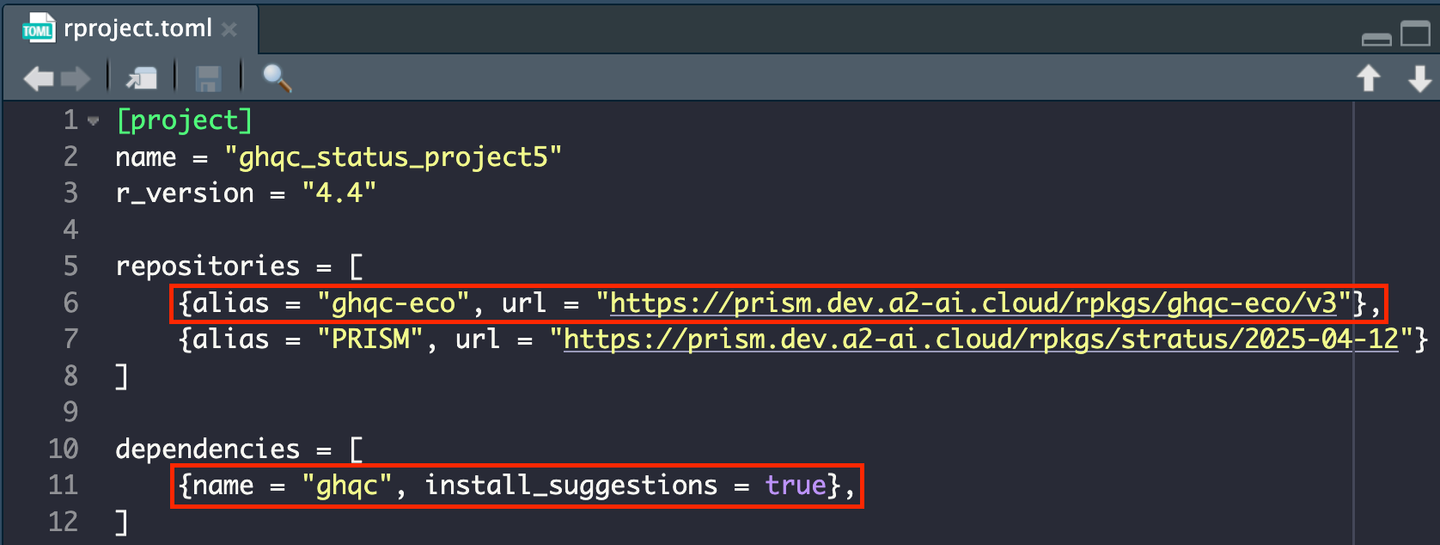 TOML rproject.toml ×
1 [project]
2 name = "ghqc_status_project5"
3 r_version = "4.4"
4
5 repositories = [
6     {alias = "ghqc-eco", url = "https://prism.dev.a2-ai.cloud/rpkgs/ghqc-eco/v3"},
7     {alias = "PRISM", url = "https://prism.dev.a2-ai.cloud/rpkgs/stratus/2025-04-12"}
8 ]
9
10 dependencies = [
11     {name = "ghqc", install_suggestions = true},
12 ]